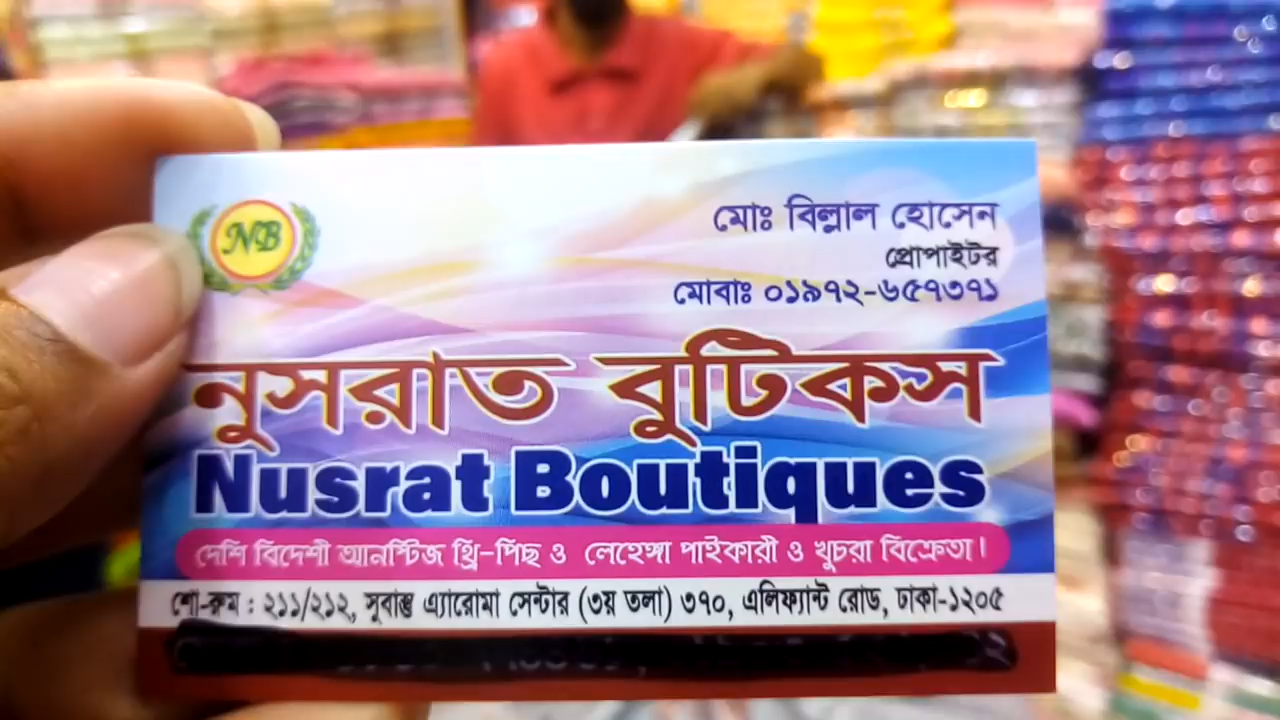 NB
মোঃ বিল্লাল হোসেন
প্রোপাইটর
মোবাঃ ০১৯৭২-৬৫৭৩৭১
নুসরাত বুটিকস
Nusrat Boutiques
দেশি বিদেশী আনস্টিজ থ্রি-পিছ ও লেহেঙ্গা পাইকারী ও খুচরা বিক্রেতা।
শো-রুম : ২১১/২১২, সুবাস্তু এ্যারোমা সেন্টার (৩য় তলা) ৩৭০, এলিফ্যান্ট রোড, ঢাকা-১২০৫